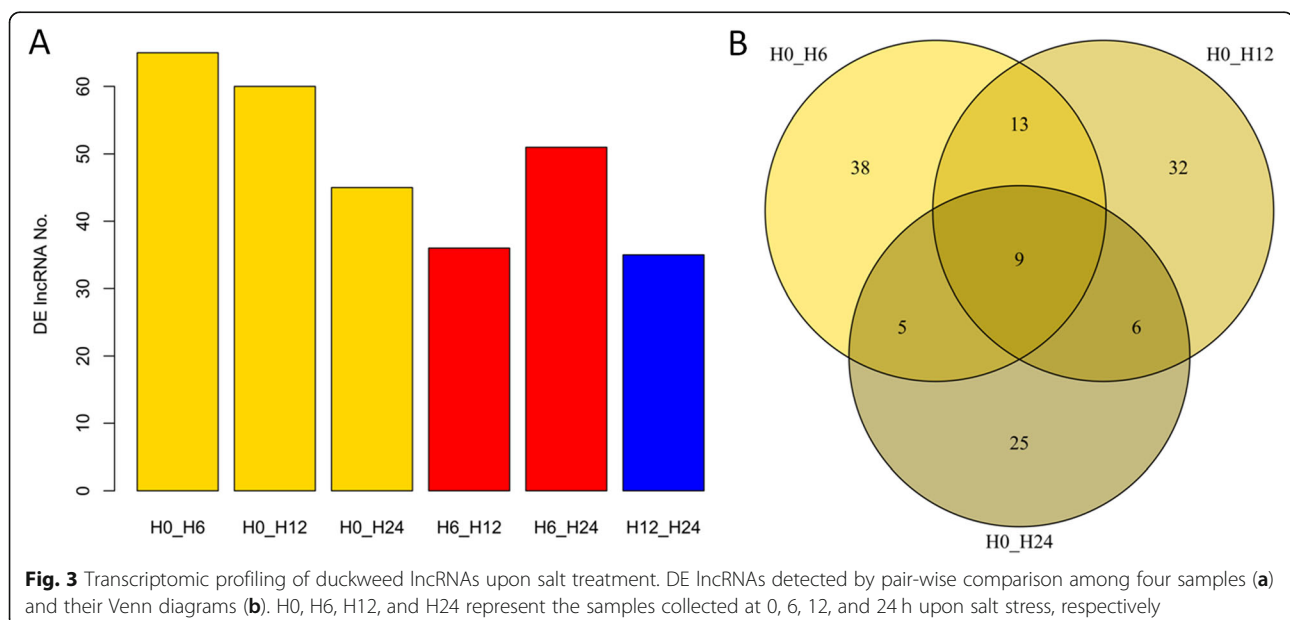 A
DE lncRNA No.
60
50
40
30
20
10
0
H0_H6 H0_H12 H0_H24 H6_H12 H6_H24 H12_H24
B
H0_H6
H0_H12
13
38
32
9
5
6
25
H0_H24
Fig. 3 Transcriptomic profiling of duckweed lncRNAs upon salt treatment. DE lncRNAs detected by pair-wise comparison among four samples (a)
and their Venn diagrams (b). H0, H6, H12, and H24 represent the samples collected at 0, 6, 12, and 24 h upon salt stress, respectively